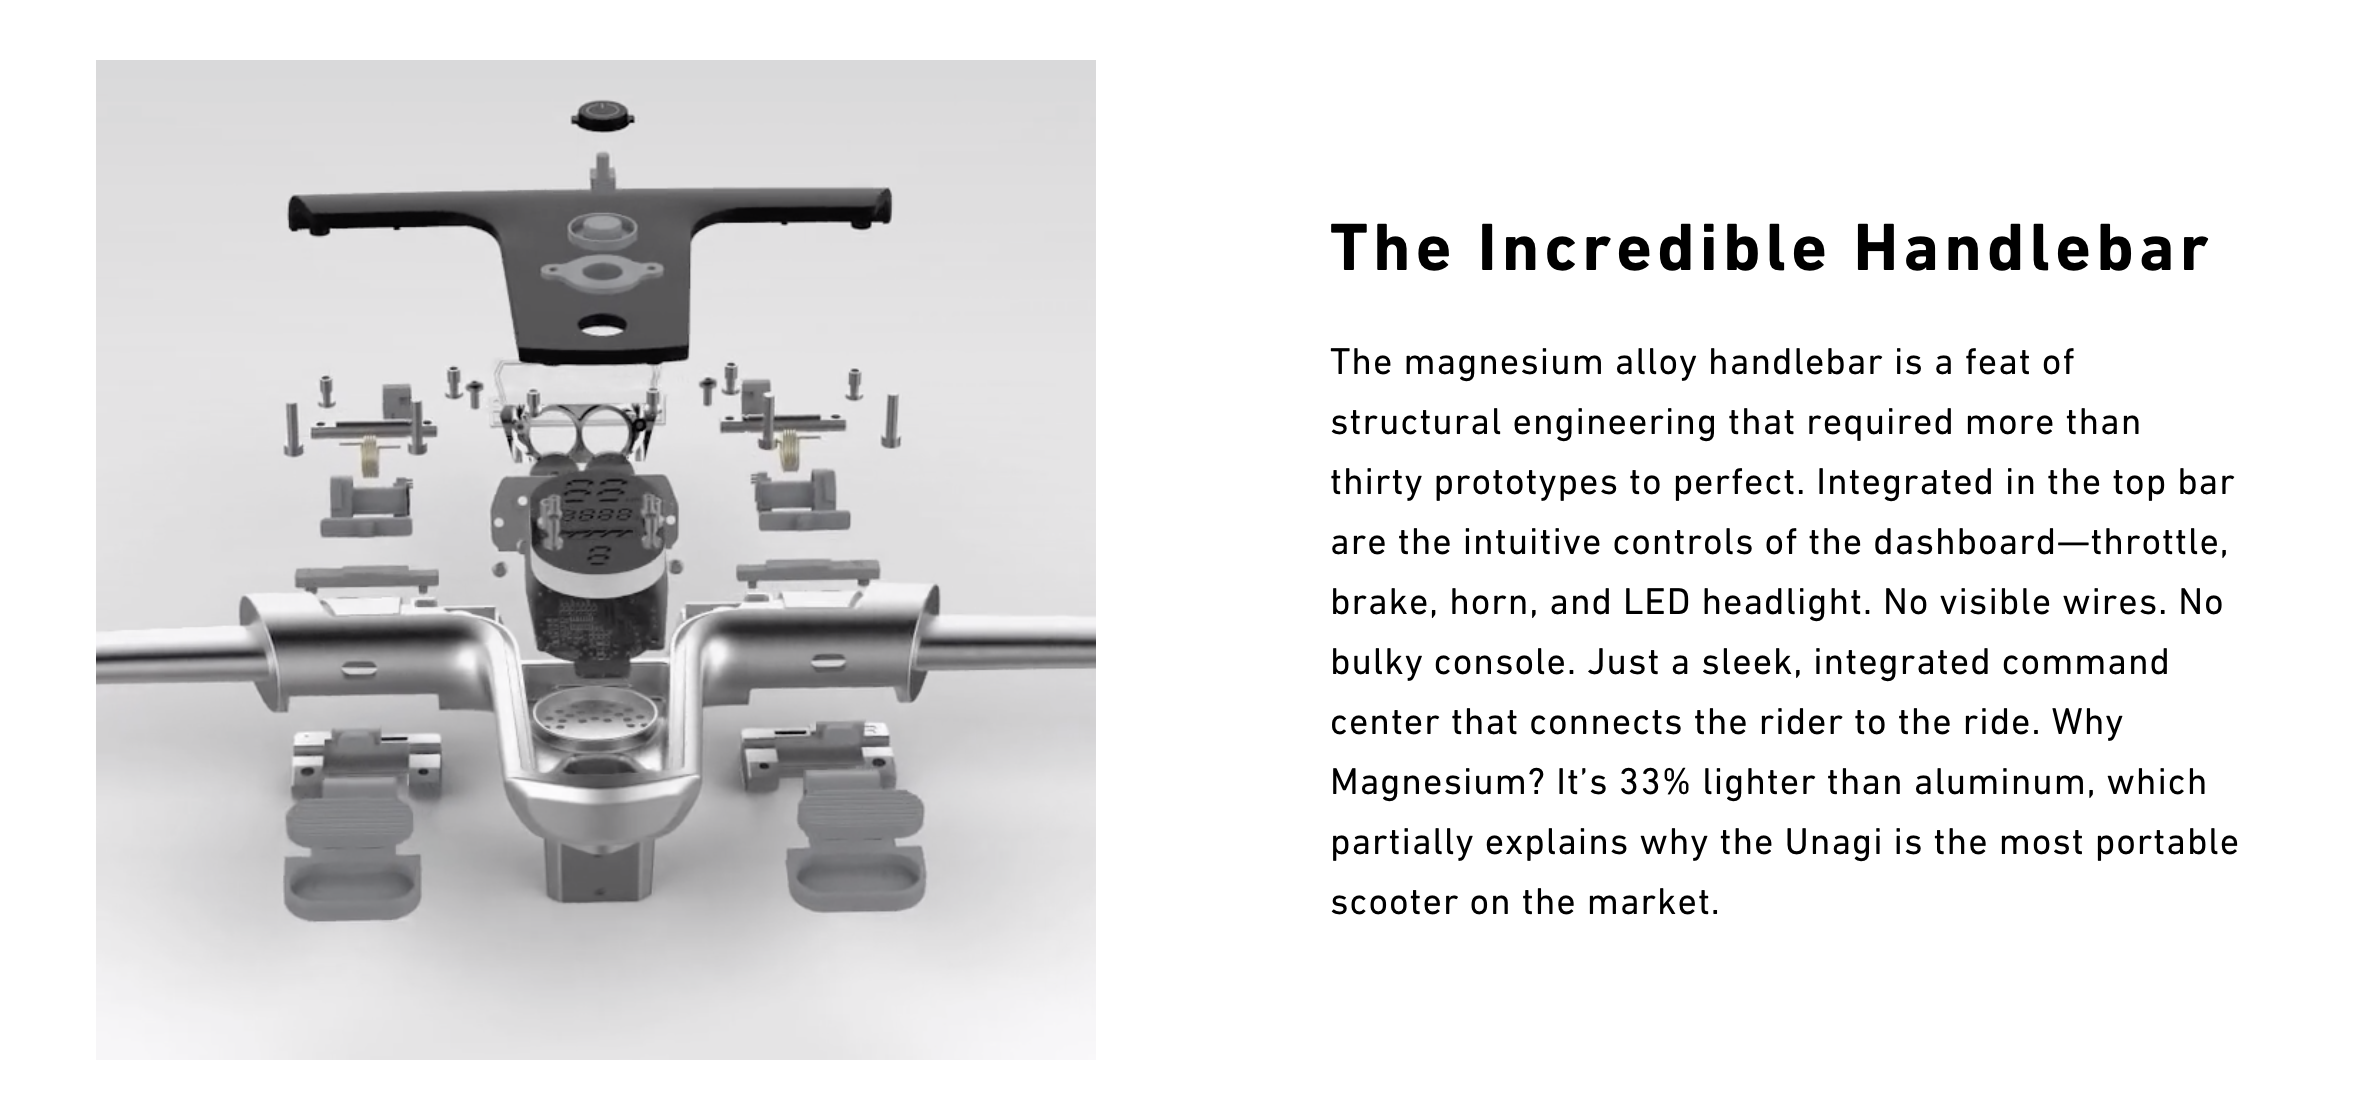 The Incredible Handlebar
The magnesium alloy handlebar is a feat of
structural engineering that required more than
thirty prototypes to perfect. Integrated in the top bar
are the intuitive controls of the dashboard—throttle,
brake, horn, and LED headlight. No visible wires. No
bulky console. Just a sleek, integrated command
center that connects the rider to the ride. Why
Magnesium? It’s 33% lighter than aluminum, which
partially explains why the Unagi is the most portable
scooter on the market.